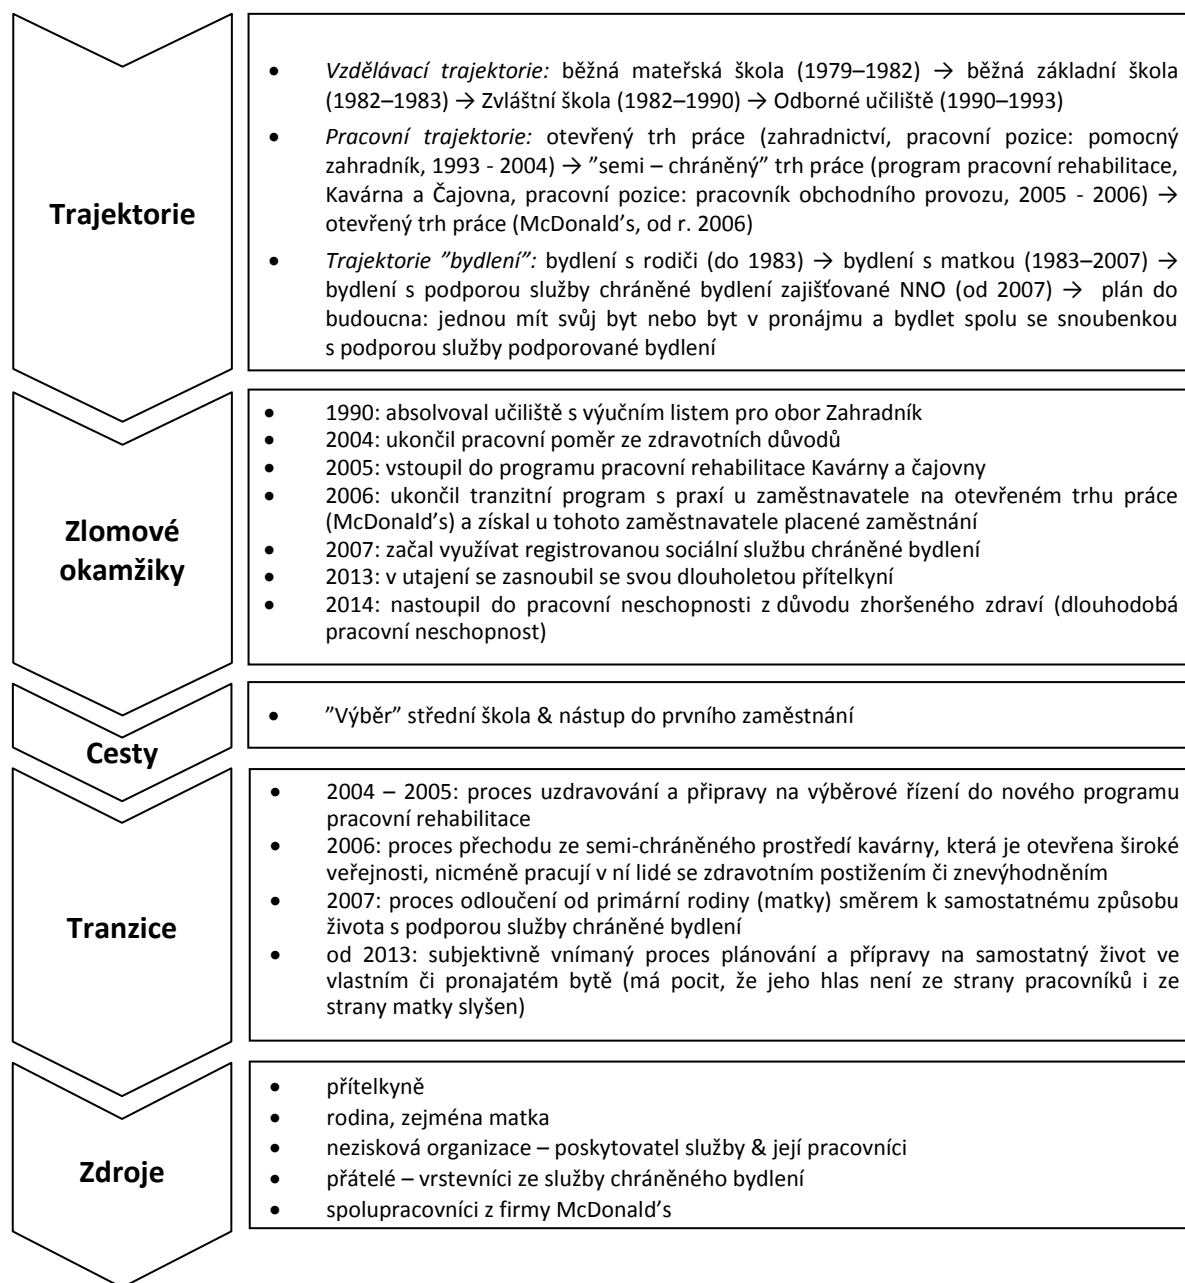 Trajektorie
• Vzdělávací trajektorie: běžná mateřská škola (1979–1982) → běžná základní škola
(1982–1983) → Zvláštní škola (1982–1990) → Odborné učiliště (1990–1993)
• Pracovní trajektorie: otevřený trh práce (zahradnictví, pracovní pozice: pomocný
zahradník, 1993 - 2004) → ”semi – chráněný” trh práce (program pracovní rehabilitace,
Kavárna a Čajovna, pracovní pozice: pracovník obchodního provozu, 2005 - 2006) →
otevřený trh práce (McDonald’s, od r. 2006)
• Trajektorie ”bydlení”: bydlení s rodiči (do 1983) → bydlení s matkou (1983–2007) →
bydlení s podporou služby chráněné bydlení zajišťované NNO (od 2007) → plán do
budoucna: jednou mít svůj byt nebo byt v pronájmu a bydlet spolu se snoubenkou
s podporou služby podporované bydlení
Zlomové
okamžiky
• 1990: absolvoval učiliště s výučním listem pro obor Zahradník
• 2004: ukončil pracovní poměr ze zdravotních důvodů
• 2005: vstoupil do programu pracovní rehabilitace Kavárny a čajovny
• 2006: ukončil tranzitní program s praxí u zaměstnavatele na otevřeném trhu práce
(McDonald’s) a získal u tohoto zaměstnavatele placené zaměstnání
• 2007: začal využívat registrovanou sociální službu chráněné bydlení
• 2013: v utajení se zasnoubil se svou dlouholetou přítelkyní
• 2014: nastoupil do pracovní neschopnosti z důvodu zhoršeného zdraví (dlouhodobá
pracovní neschopnost)
Cesty
• ”Výběr” střední škola & nástup do prvního zaměstnání
Tranzice
• 2004 – 2005: proces uzdravování a připravy na výběrové řízení do nového programu
pracovní rehabilitace
• 2006: proces přechodu ze semi-chráněného prostředí kavárny, která je otevřena široké
veřejnosti, nicméně pracují v ní lidé se zdravotním postižením či znevýhodněním
• 2007: proces odloučení od primární rodiny (matky) směrem k samostatnému způsobu
života s podporou služby chráněné bydlení
• od 2013: subjektivně vnímaný proces plánování a přípravy na samostatný život ve
vlastním či pronajatém bytě (má pocit, že jeho hlas není ze strany pracovníků i ze
strany matky slyšen)
Zdroje
• přítelkyně
• rodina, zejména matka
• nezisková organizace – poskytovatel služby & její pracovníci
• přátelé – vrstevníci ze služby chráněného bydlení
• spolupracovníci z firmy McDonald’s